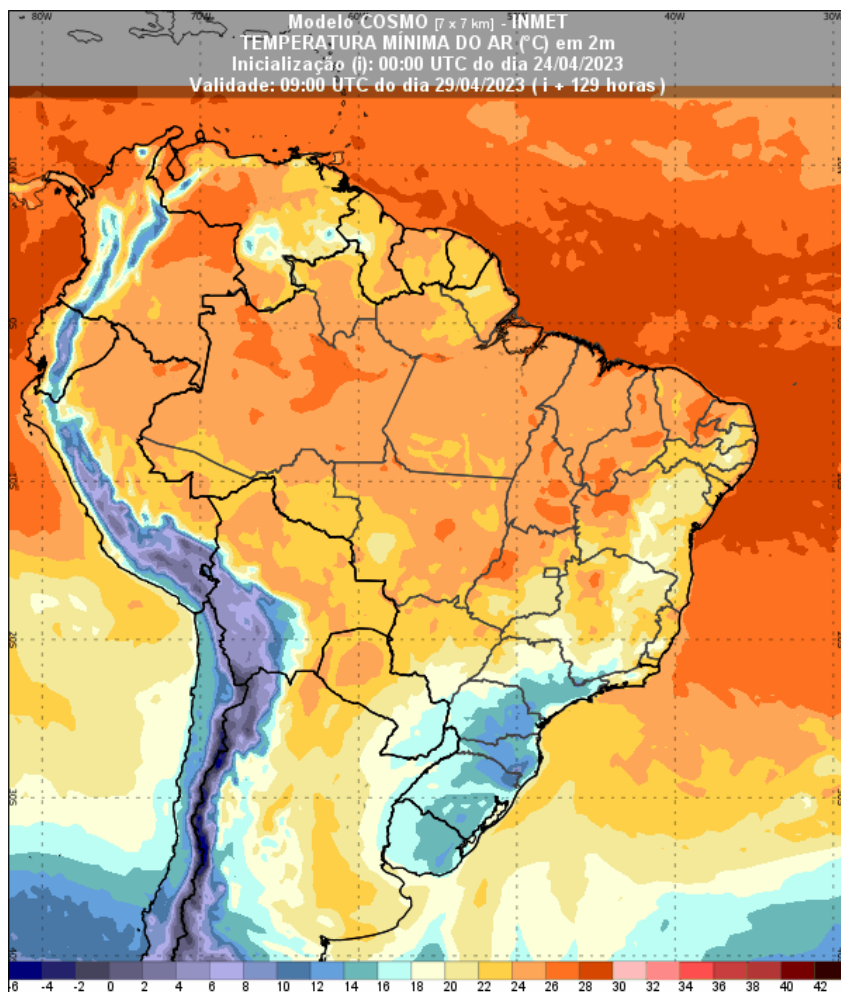 Modelo COSMO [7 x 7 km] - INMET
TEMPERATURA MÍNIMA DO AR (°C) em 2m
Inicialização (i): 00:00 UTC do dia 24/04/2023
Validade: 09:00 UTC do dia 29/04/2023 ( i + 129 horas )
80W 70W 60W 50W 40W 30W
-6 -4 -2 0 2 4 6 8 10 12 14 16 18 20 22 24 26 28 30 32 34 36 38 40 42